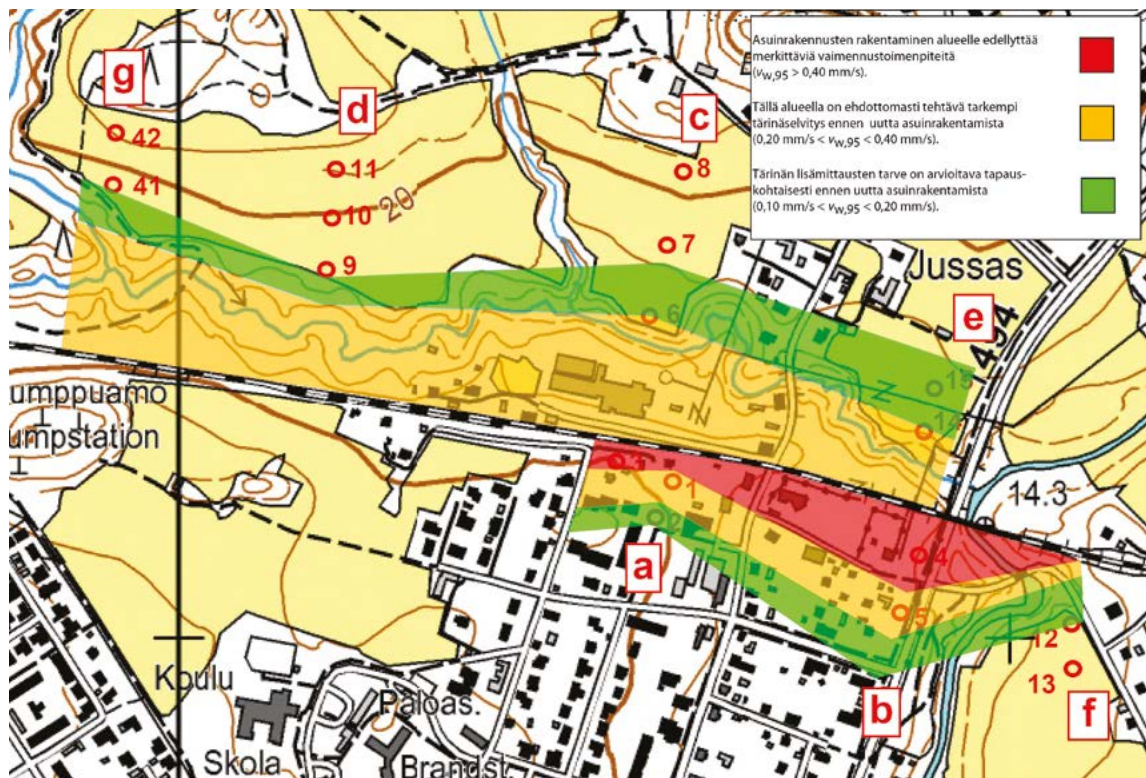 Asuinrakennusten rakentaminen alueelle edellyttää
merkittäviä vaimennustoimenpiteitä
(vw,95 > 0,40 mm/s).
Tällä alueella on ehdottomasti tehtävä tarkempi
tärinäselvitys ennen uutta asuinrakentamista
(0,20 mm/s < vw,95 < 0,40 mm/s).
Tärinän lisämittausten tarve on arvioitava tapaus-
kohtaisesti ennen uutta asuinrakentamista
(0,10 mm/s < vw,95 < 0,20 mm/s).
g
d
c
42
11
8
41
10
20
9
7
Jussas
e
6
494
15
14
umppuamo
umpstation
3
1
2
14.3
4
a
5
12
13
b
f
Koulu
Skola
Paloas.
Brandst.